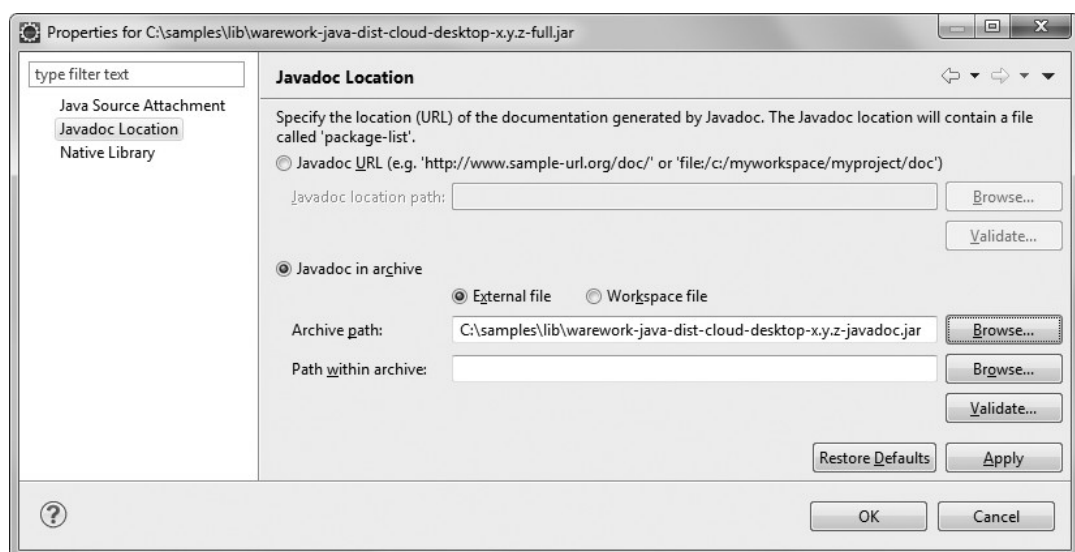 Properties for C:\samples\lib\warework-java-dist-cloud-desktop-x.y.z-full.jar
type filter text
Java Source Attachment
Javadoc Location
Native Library
Javadoc Location
Specify the location (URL) of the documentation generated by Javadoc. The Javadoc location will contain a file
called 'package-list'.
Javadoc URL (e.g. 'http://www.sample-url.org/doc/' or 'file:/c:/myworkspace/myproject/doc')
Javadoc location path:
Browse...
Validate...
Javadoc in archive
External file
Workspace file
Archive path:
C:\samples\lib\warework-java-dist-cloud-desktop-x.y.z-javadoc.jar
Browse...
Path within archive:
Browse...
Validate...
Restore Defaults
Apply
?
OK
Cancel